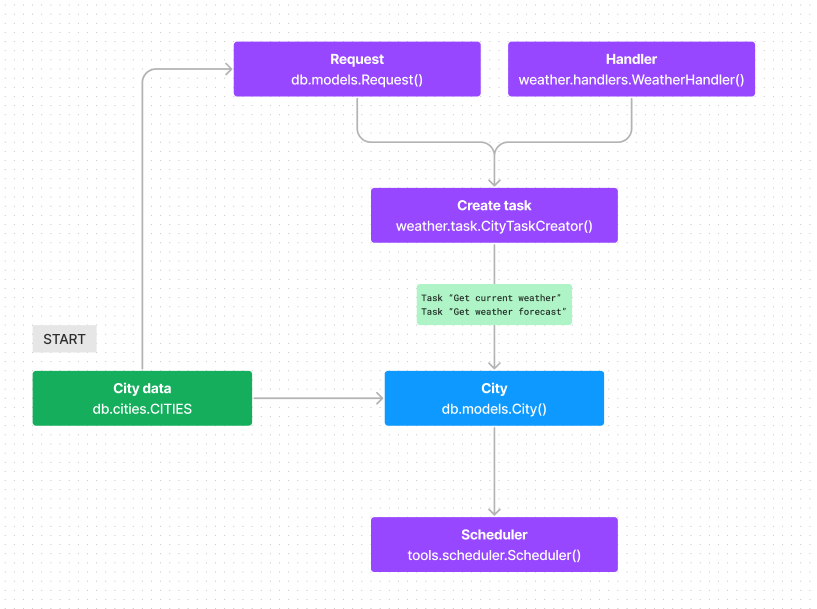 Request
db.models.Request()
Handler
weather.handlers.WeatherHandler()
Create task
weather.task.CityTaskCreator()
Task “Get current weather”
Task “Get weather forecast”
START
City data
db.cities.CITIES
City
db.models.City()
Scheduler
tools.scheduler.Scheduler()